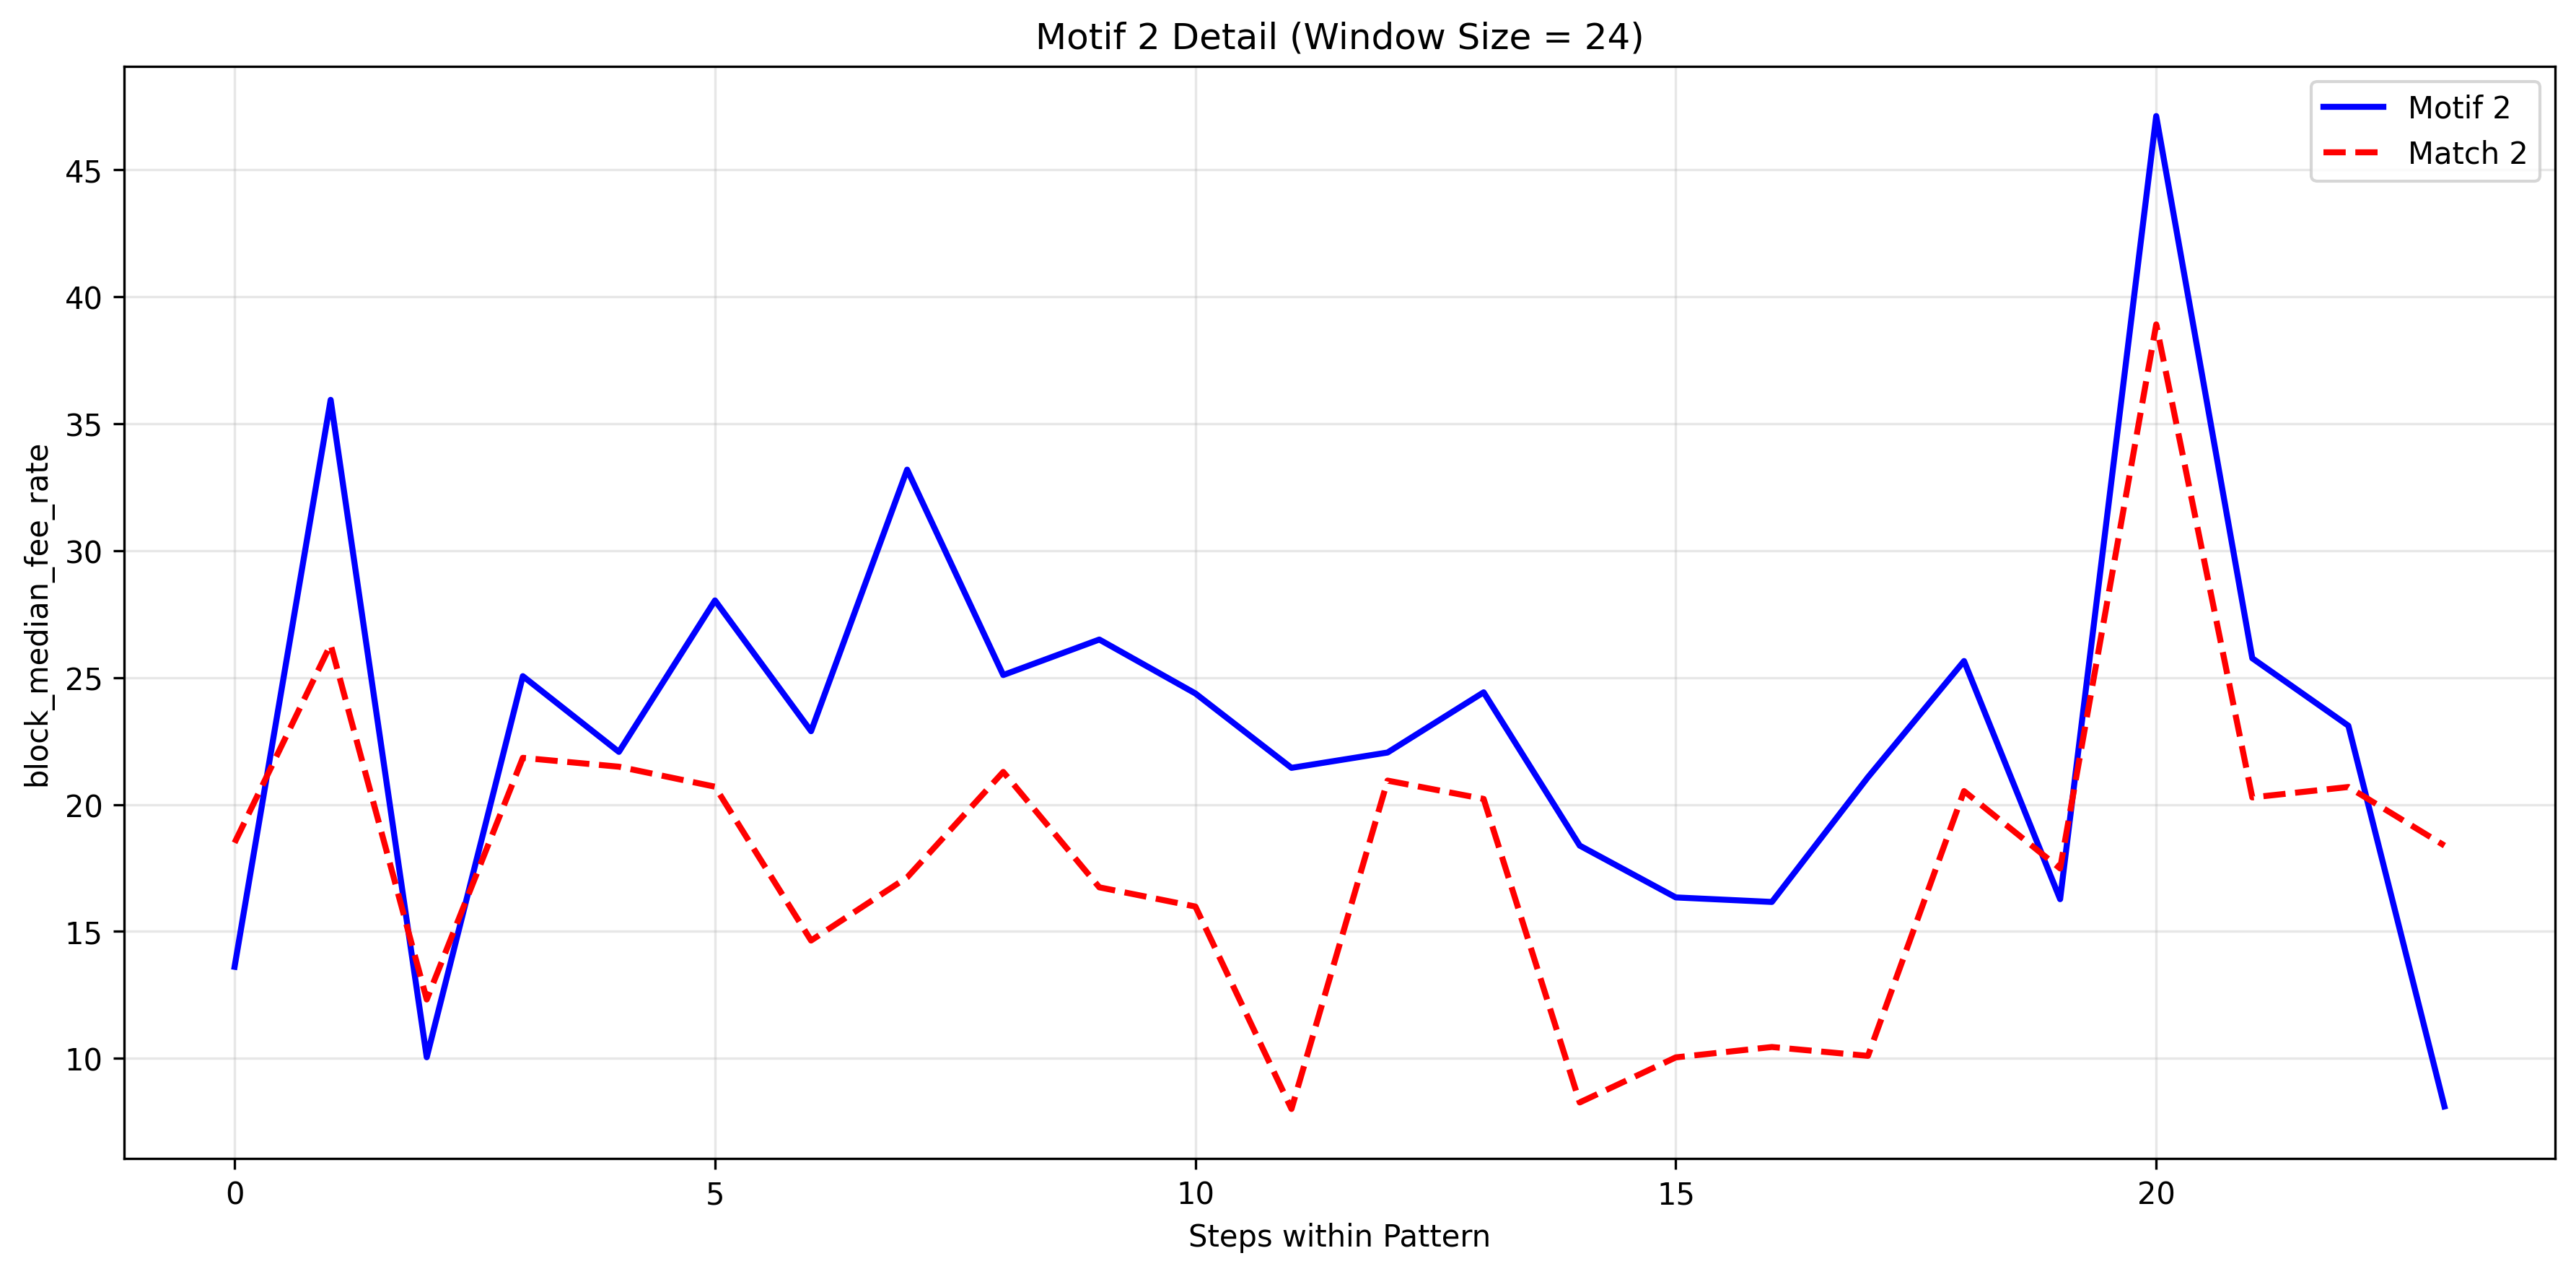 Motif 2 Detail (Window Size = 24)
Motif 2
Match 2
block_median_fee_rate
45
40
35
30
25
20
15
10
0 5 10 15 20
Steps within Pattern